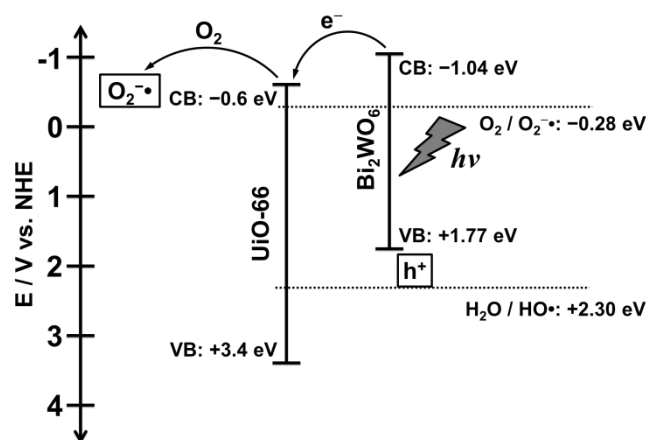 O₂
e⁻
-1
CB: −1.04 eV
O₂⁻•
CB: −0.6 eV
0
O₂ / O₂⁻•: −0.28 eV
hν
Bi₂WO₆
E / V vs. NHE
1
UiO-66
VB: +1.77 eV
2
h⁺
H₂O / HO•: +2.30 eV
3
VB: +3.4 eV
4